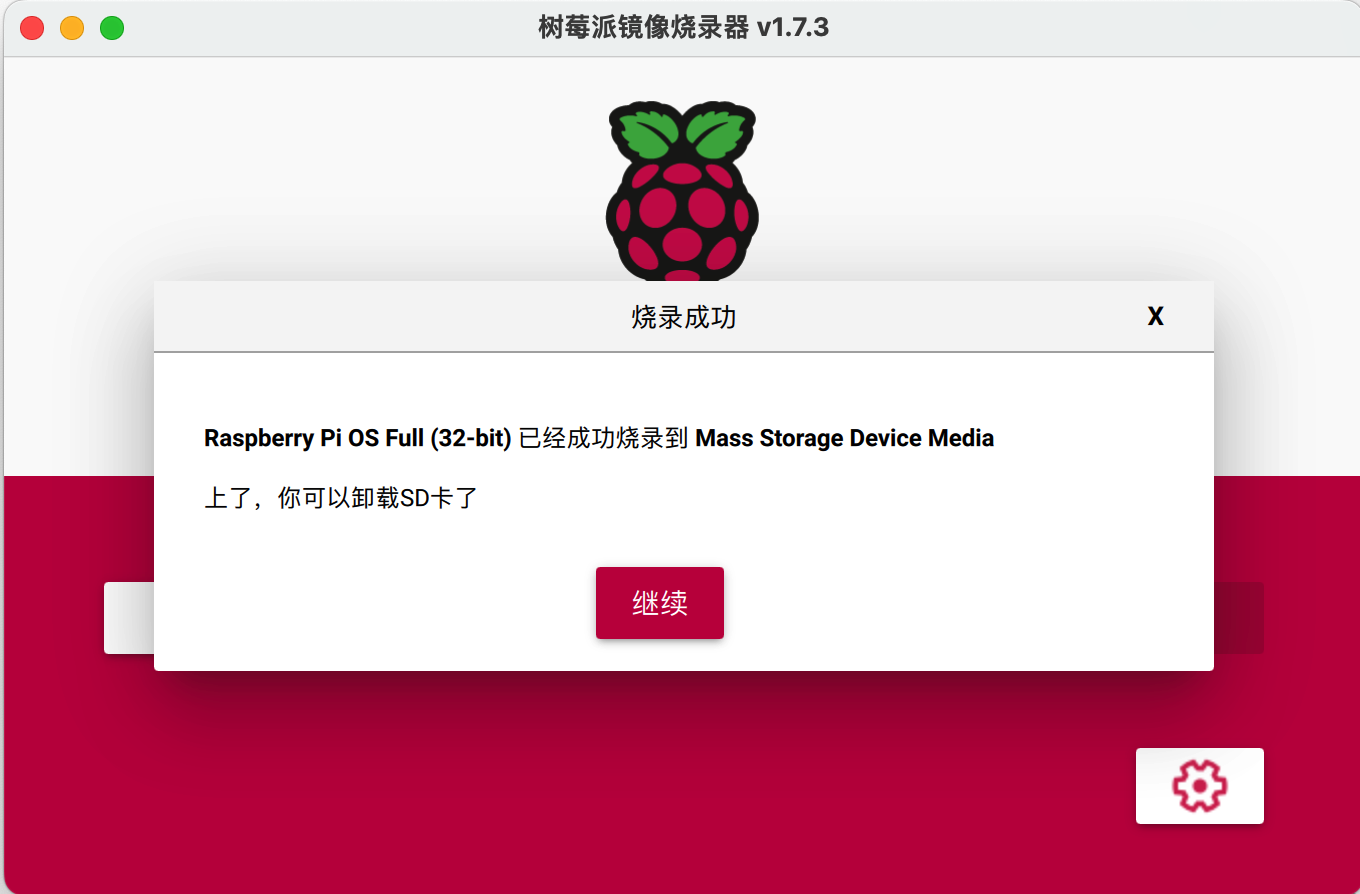 树莓派镜像烧录器 v1.7.3
烧录成功
X
Raspberry Pi OS Full (32-bit) 已经成功烧录到 Mass Storage Device Media
上了，你可以卸载SD卡了
继续